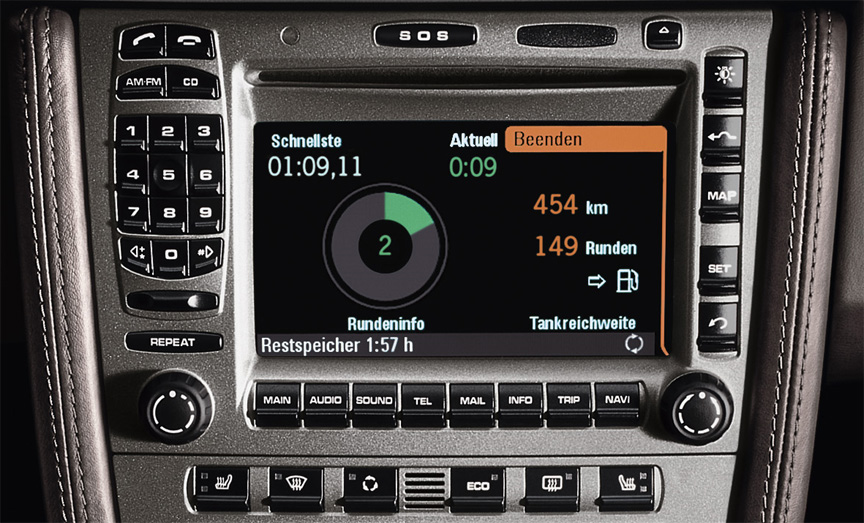 SOS
AM·FM CD
1 2 3
4 5 6
7 8 9
0 #
REPEAT
MAP
SET
Schnellste
01:09,11
Aktuell
0:09
Beenden
2
454 km
149 Runden
Rundeninfo
Tankreichweite
Restspeicher 1:57 h
MAIN AUDIO SOUND TEL MAIL INFO TRIP NAVI
ECO